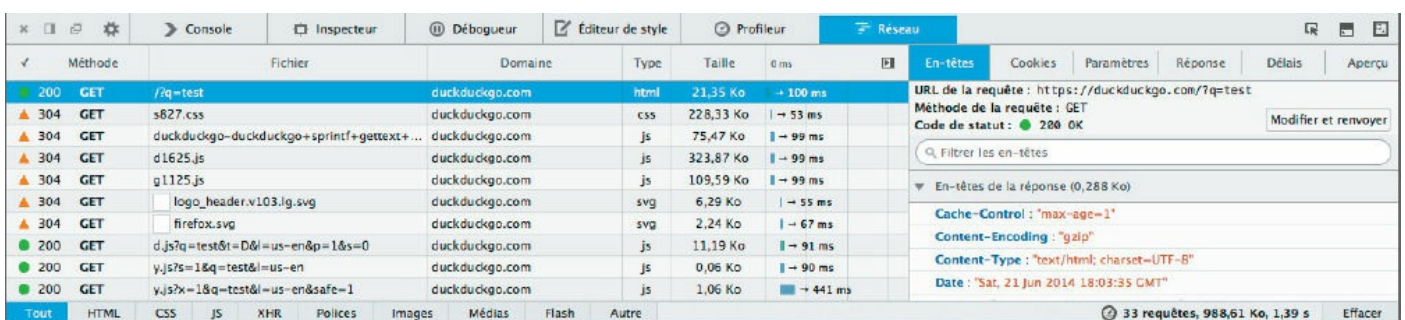 Console Inspecteur Débogueur Éditeur de style Profileur Réseau
✓ Méthode Fichier Domaine Type Taille 0 ms
200 GET /?q=test duckduckgo.com html 21,35 Ko → 100 ms
304 GET s827.css duckduckgo.com css 228,33 Ko → 53 ms
304 GET duckduckgo-duckduckgo+sprintf+gettext+... duckduckgo.com js 75,47 Ko → 99 ms
304 GET d1625.js duckduckgo.com js 323,87 Ko → 99 ms
304 GET g1125.js duckduckgo.com js 109,59 Ko → 99 ms
304 GET logo_header.v103.lg.svg duckduckgo.com svg 6,29 Ko → 55 ms
304 GET firefox.svg duckduckgo.com svg 2,24 Ko → 67 ms
200 GET d.js?q=test&t=D&l=us-en&p=1&s=0 duckduckgo.com js 11,19 Ko → 91 ms
200 GET y.js?s=1&q=test&l=us-en duckduckgo.com js 0,06 Ko → 90 ms
200 GET y.js?x=1&q=test&l=us-en&safe=1 duckduckgo.com js 1,06 Ko → 441 ms
En-têtes Cookies Paramètres Réponse Délais Aperçu
URL de la requête : https://duckduckgo.com/?q=test
Méthode de la requête : GET
Code de statut : 200 OK
Modifier et renvoyer
Filtrer les en-têtes
En-têtes de la réponse (0,288 Ko)
Cache-Control : "max-age=1"
Content-Encoding : "gzip"
Content-Type : "text/html; charset=UTF-8"
Date : "Sat, 21 Jun 2014 18:03:35 GMT"
Tout HTML CSS JS XHR Polices Images Médias Flash Autre
33 requêtes, 988,61 Ko, 1,39 s Effacer